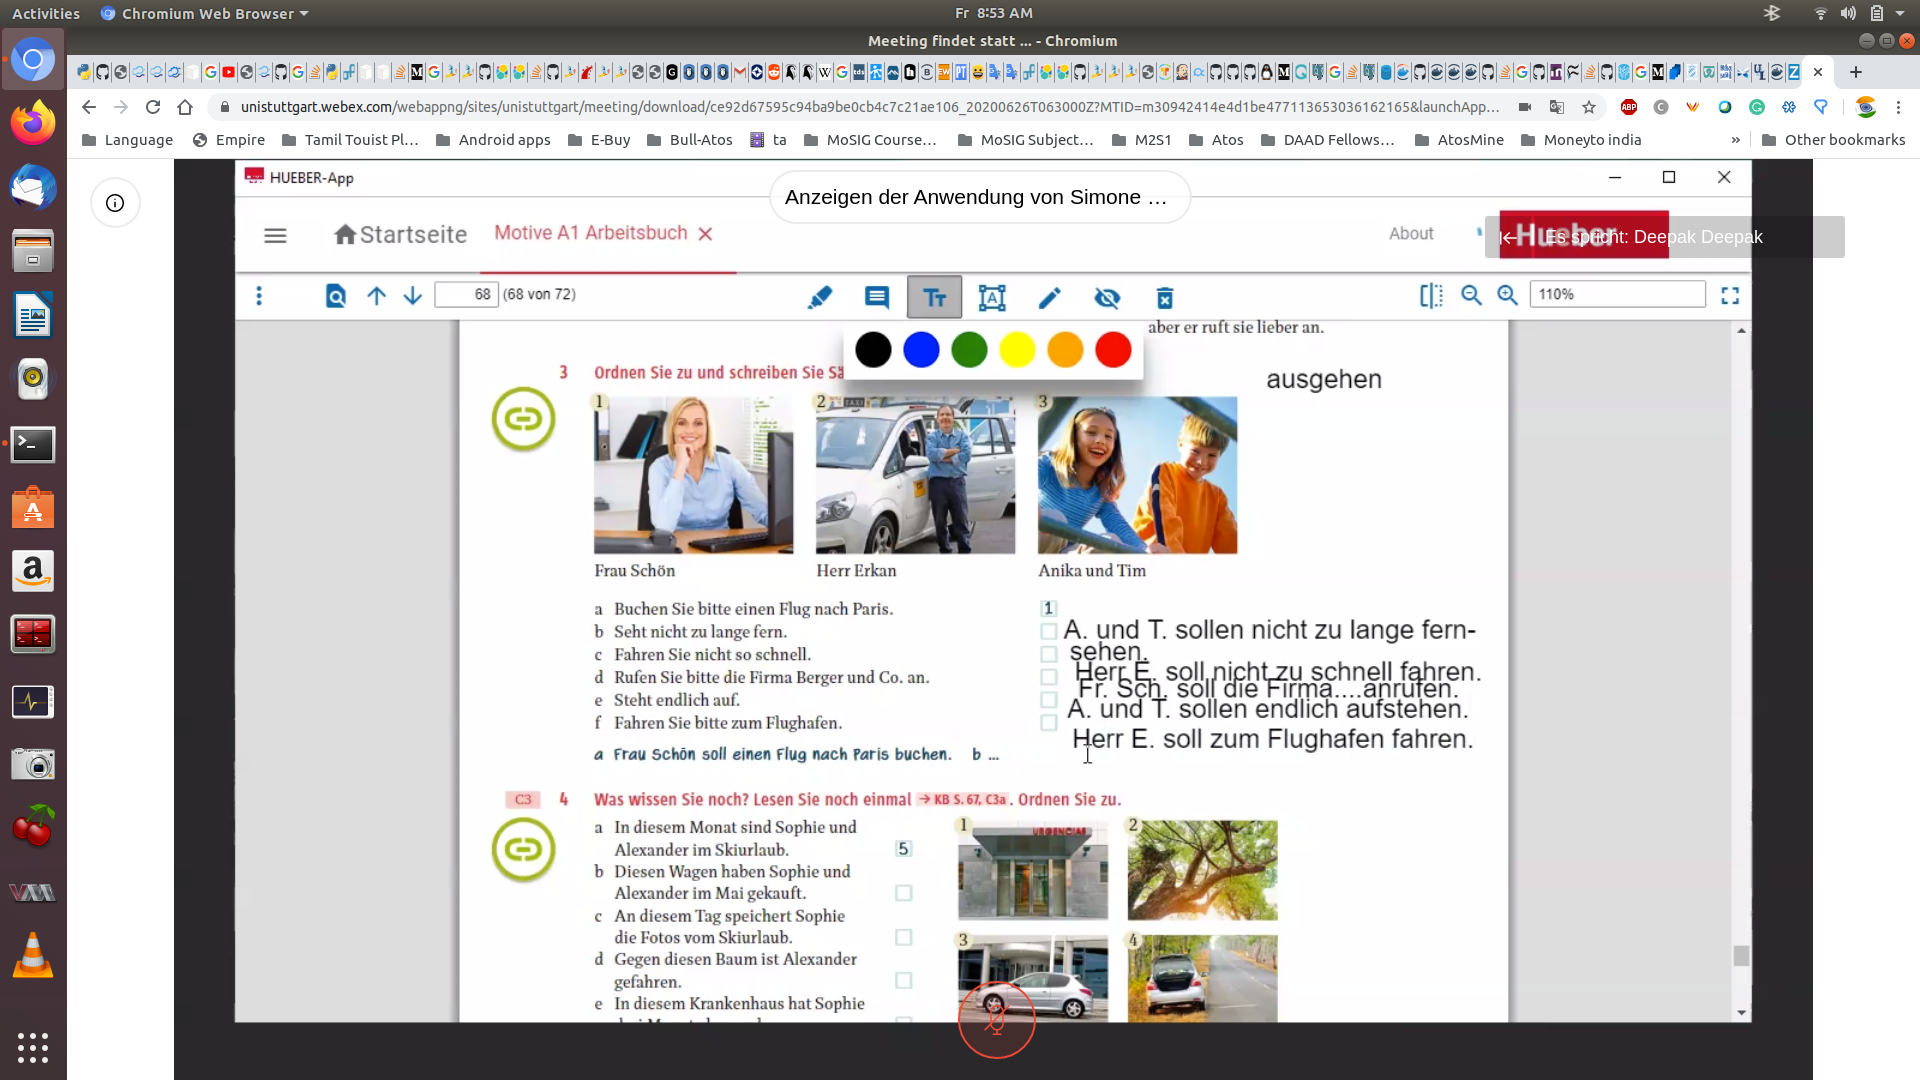 Activities
Chromium Web Browser
Fr 8:53 AM
Meeting findet statt ... - Chromium
unistuttgart.webex.com/webappng/sites/unistuttgart/meeting/download/ce92d67595c94ba9be0cb4c7c21ae106_20200626T063000Z?MTID=m30942414e4d1be477113653036162165&launchApp...
Language
Empire
Tamil Touist Pl...
Android apps
E-Buy
Bull-Atos
ta
MoSIG Course...
MoSIG Subject...
M2S1
Atos
DAAD Fellows...
AtosMine
Moneyto india
»
Other bookmarks
HUEBER-App
Anzeigen der Anwendung von Simone ...
Startseite
Motive A1 Arbeitsbuch
About
Hueber
Es spricht: Deepak Deepak
68 (68 von 72)
Tт
A
110%
aber er ruft sie lieber an.
3 Ordnen Sie zu und schreiben Sie Sä
ausgehen
1
2
TAXI
3
Frau Schön
Herr Erkan
Anika und Tim
a Buchen Sie bitte einen Flug nach Paris. 1
b Seht nicht zu lange fern. A. und T. sollen nicht zu lange fern-
sehen.
c Fahren Sie nicht so schnell. Herr E. soll nicht zu schnell fahren.
d Rufen Sie bitte die Firma Berger und Co. an. Fr. Sch. soll die Firma....anrufen.
e Steht endlich auf. A. und T. sollen endlich aufstehen.
f Fahren Sie bitte zum Flughafen. Herr E. soll zum Flughafen fahren.
a Frau Schön soll einen Flug nach Paris buchen. b ...
C3 4 Was wissen Sie noch? Lesen Sie noch einmal → KB S. 67, C3a. Ordnen Sie zu.
a In diesem Monat sind Sophie und
Alexander im Skiurlaub. 5
b Diesen Wagen haben Sophie und
Alexander im Mai gekauft.
c An diesem Tag speichert Sophie
die Fotos vom Skiurlaub.
d Gegen diesen Baum ist Alexander
gefahren.
e In diesem Krankenhaus hat Sophie
1
2
3
4